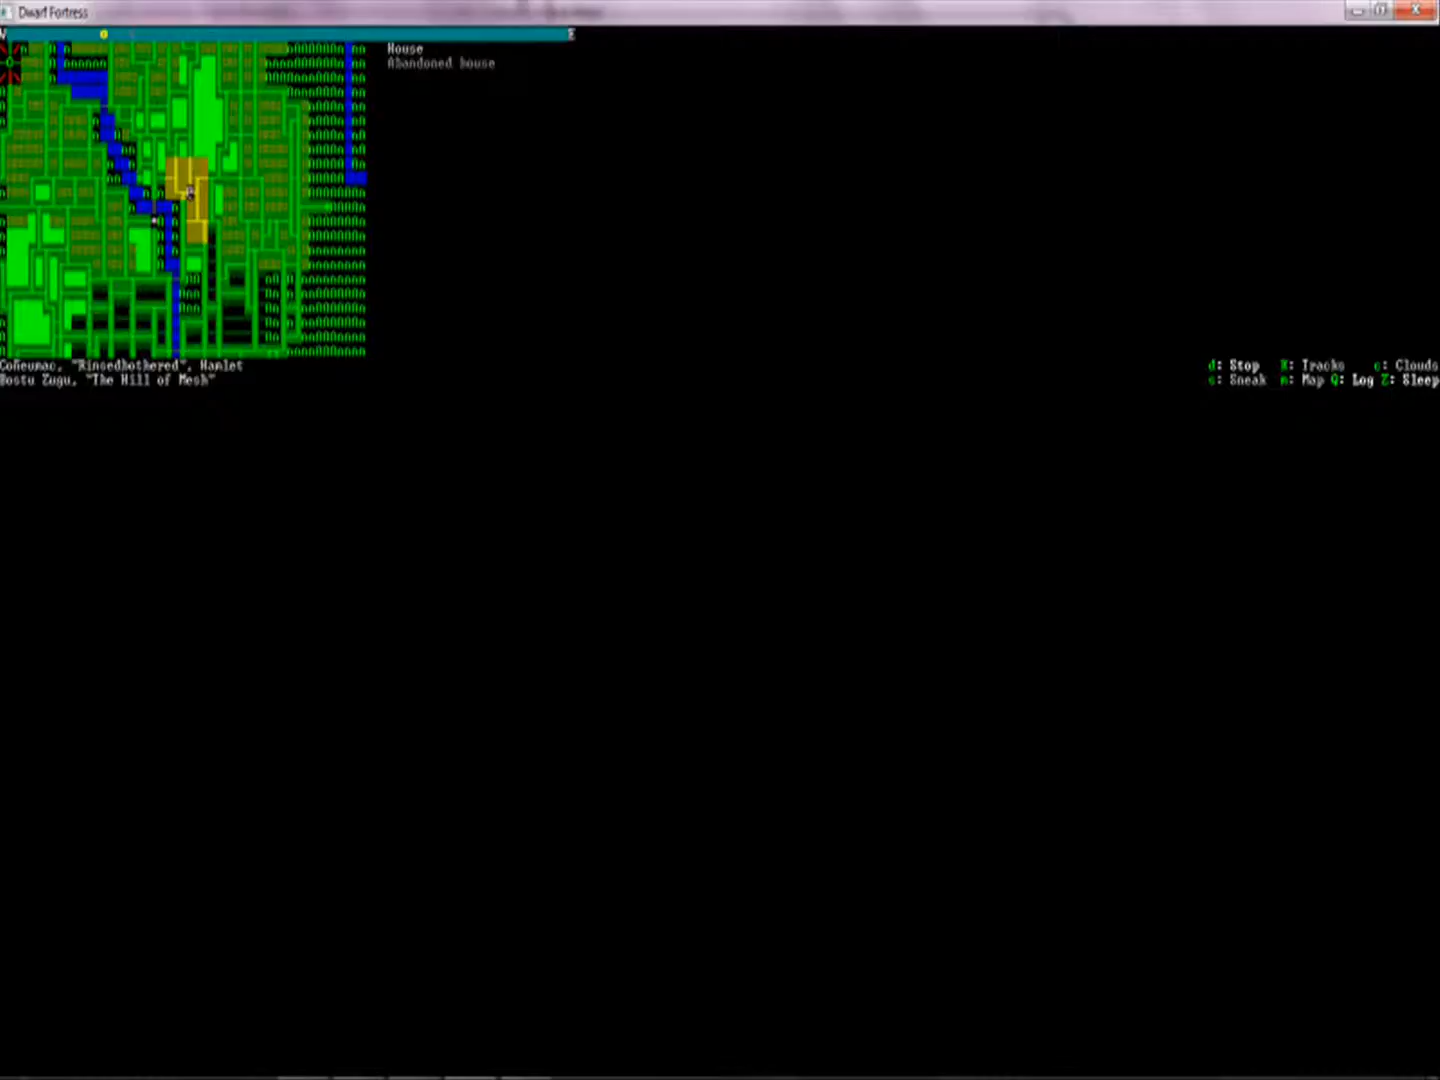 Dwarf Fortress
House
Abandoned house
"Rinsedbothered", Hamlet
Bostu Zugu, "The Hill of Mesh"
d: Stop Tracks c: Clouds
s: Sneak m: Map Q: Log Z: Sleep